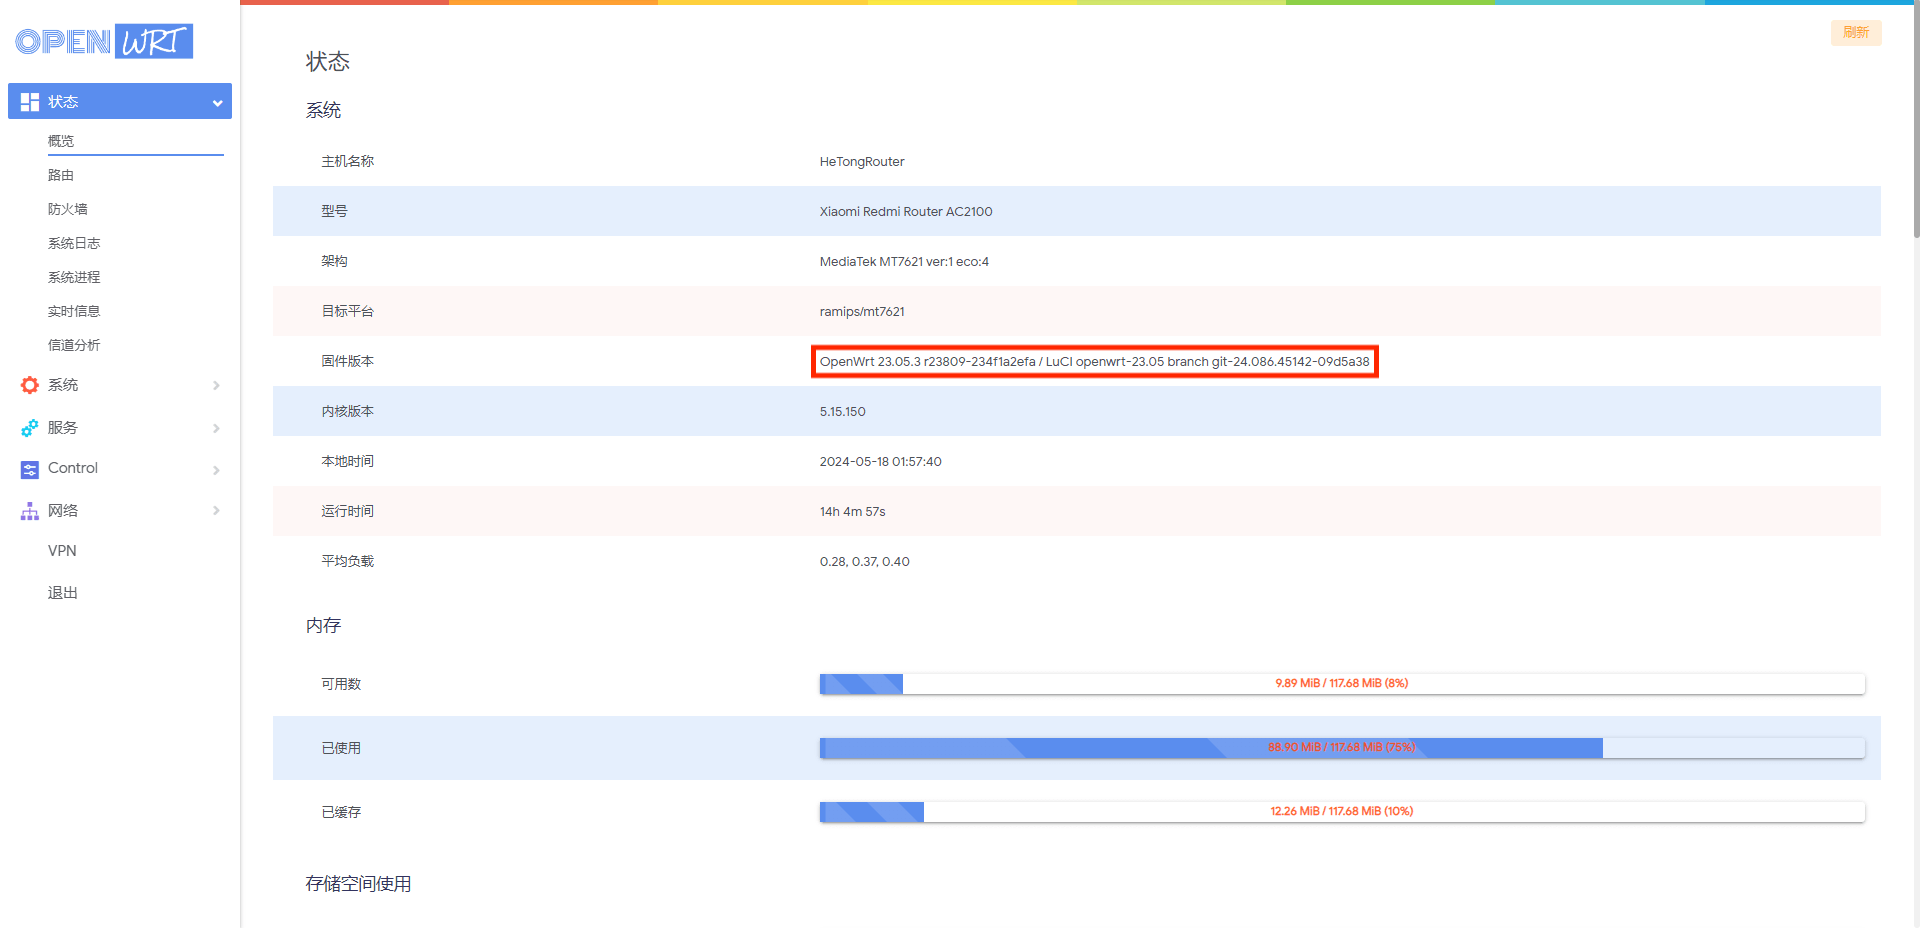 OPENWRT
状态
概览
路由
防火墙
系统日志
系统进程
实时信息
信道分析
系统
服务
Control
网络
VPN
退出
刷新
状态
系统
主机名称 HeTongRouter
型号 Xiaomi Redmi Router AC2100
架构 MediaTek MT7621 ver:1 eco:4
目标平台 ramips/mt7621
固件版本 OpenWrt 23.05.3 r23809-234f1a2efa / LuCI openwrt-23.05 branch git-24.086.45142-09d5a38
内核版本 5.15.150
本地时间 2024-05-18 01:57:40
运行时间 14h 4m 57s
平均负载 0.28, 0.37, 0.40
内存
可用数 9.89 MiB / 117.68 MiB (8%)
已使用 88.90 MiB / 117.68 MiB (75%)
已缓存 12.26 MiB / 117.68 MiB (10%)
存储空间使用